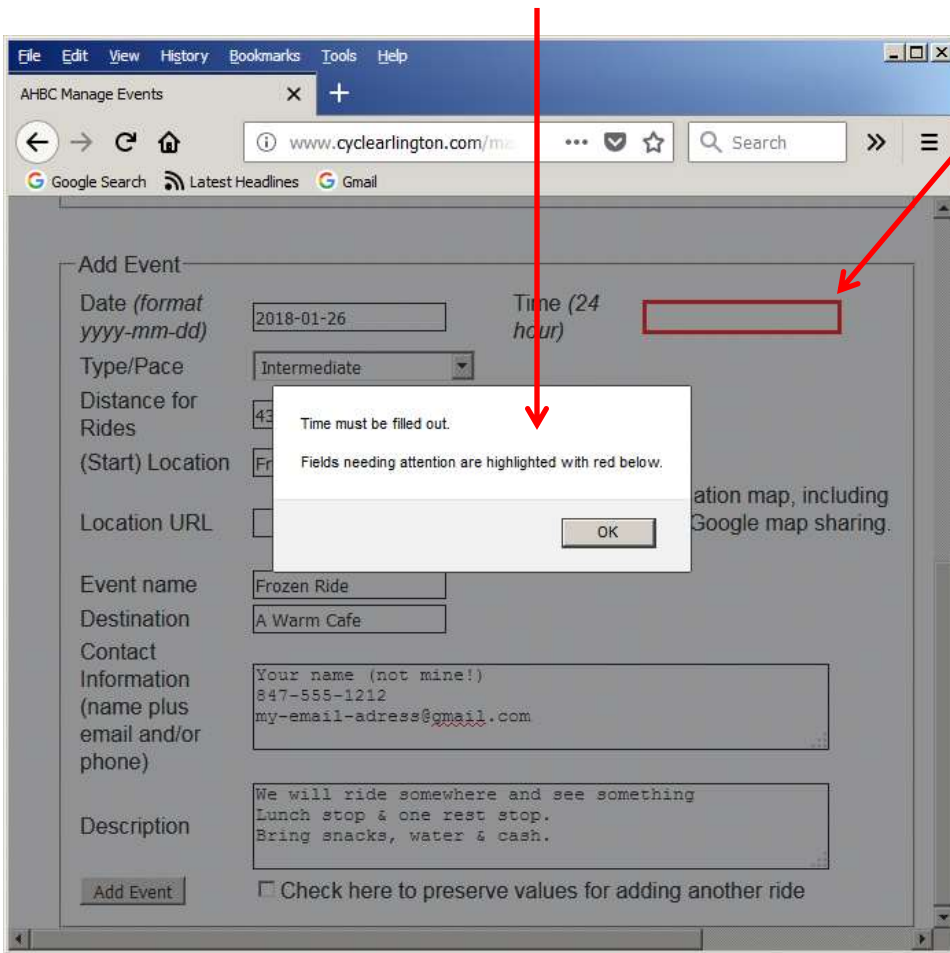 File Edit View History Bookmarks Tools Help
AHBC Manage Events
www.cyclearlington.com/ma
Search
Google Search Latest Headlines Gmail
Add Event
Date (format Time (24
yyyy-mm-dd) 2018-01-26 hour)
Type/Pace Intermediate
Distance for
Rides 43
Time must be filled out.
(Start) Location Fr
Fields needing attention are highlighted with red below.
ation map, including
Location URL Google map sharing.
OK
Event name Frozen Ride
Destination A Warm Cafe
Contact
Information
(name plus
email and/or
phone)
Your name (not mine!)
847-555-1212
my-email-adress@gmail.com
Description
We will ride somewhere and see something
Lunch stop & one rest stop.
Bring snacks, water & cash.
Add Event Check here to preserve values for adding another ride